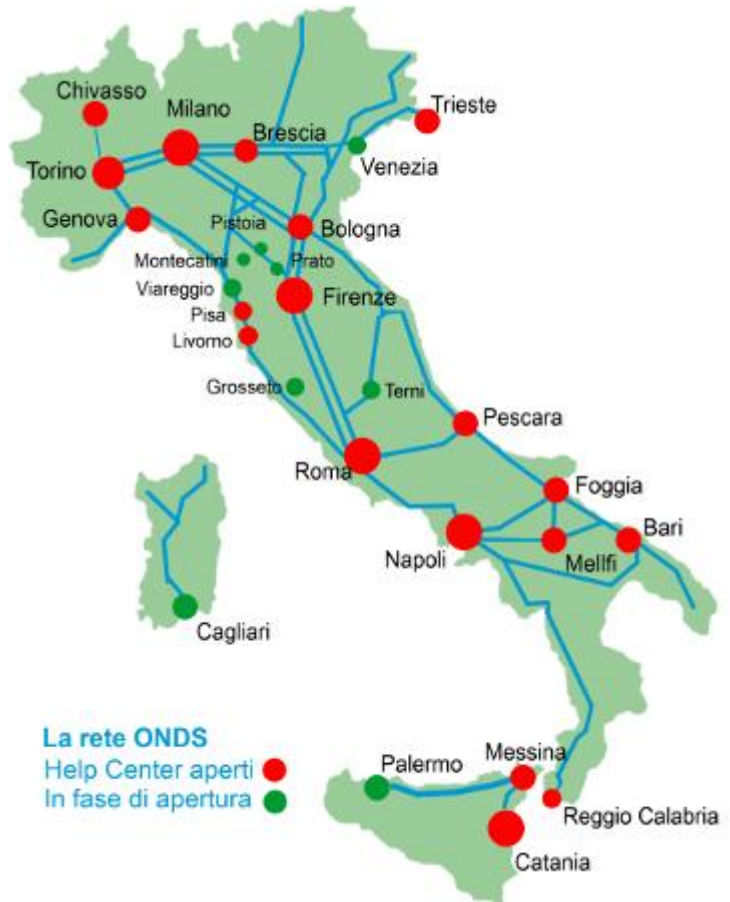 Chivasso
Milano
Trieste
Brescia
Venezia
Torino
Genova
Pistoia
Bologna
Montecatini
Prato
Viareggio
Firenze
Pisa
Livorno
Grosseto
Terni
Pescara
Roma
Foggia
Bari
Napoli
Mellfi
Cagliari
La rete ONDS
Help Center aperti
In fase di apertura
Palermo
Messina
Reggio Calabria
Catania